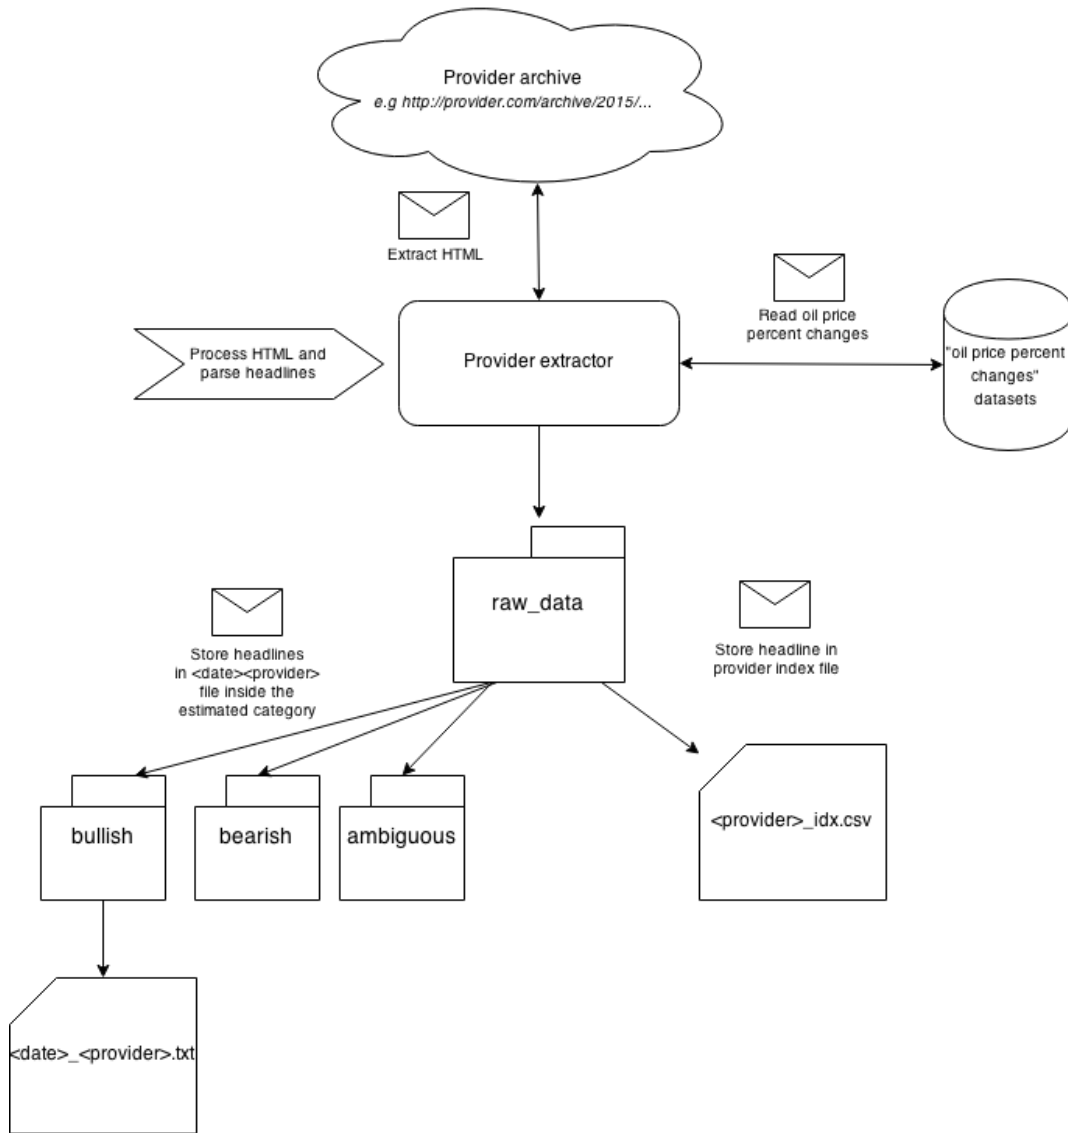 Provider archive
e.g http://provider.com/archive/2015/...
Extract HTML
Read oil price
percent changes
Process HTML and
parse headlines
Provider extractor
"oil price percent
changes"
datasets
raw_data
Store headlines
in <date><provider>
file inside the
estimated category
Store headline in
provider index file
bullish
bearish
ambiguous
<provider>_idx.csv
<date>_<provider>.txt